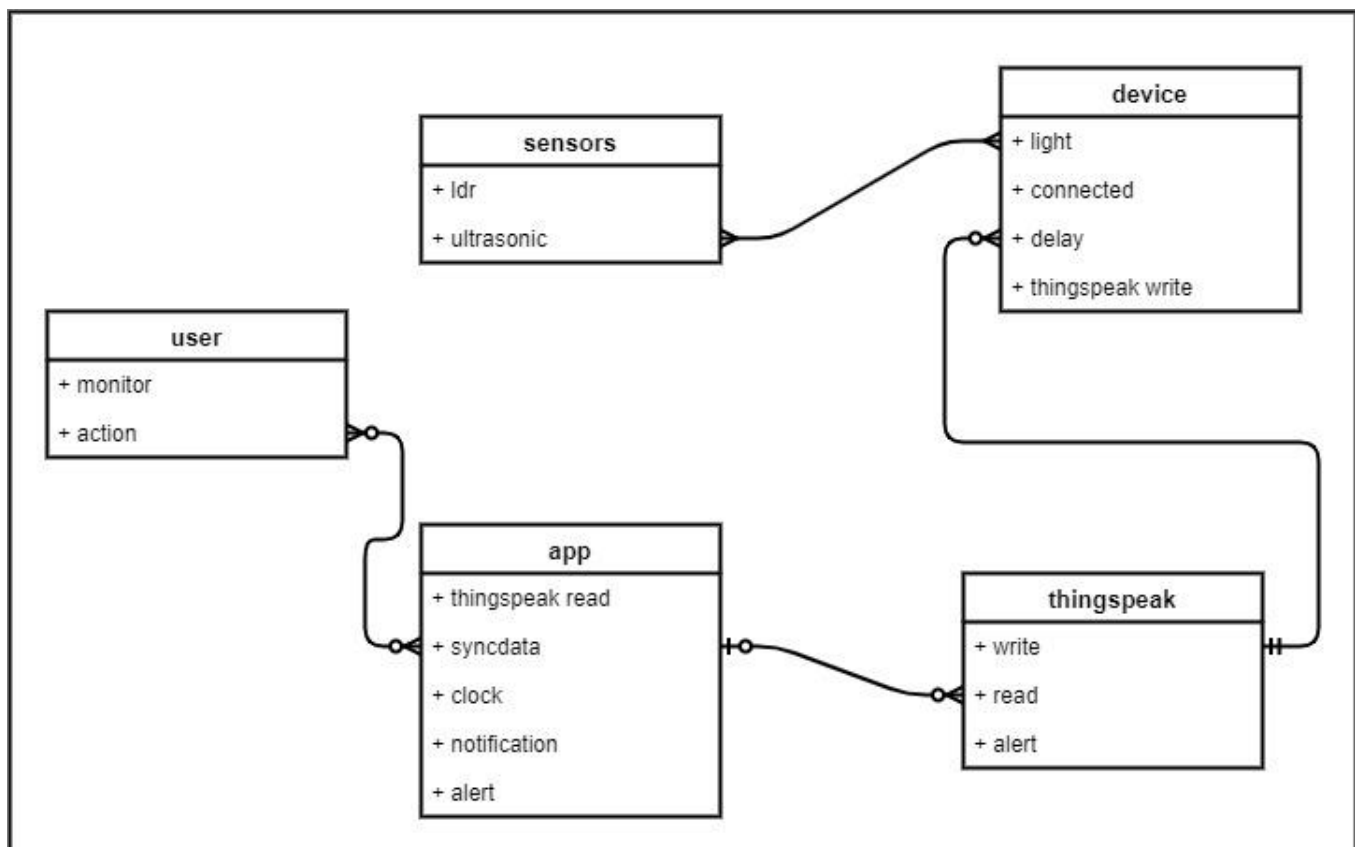 device
+ light
+ connected
+ delay
+ thingspeak write
sensors
+ ldr
+ ultrasonic
user
+ monitor
+ action
app
+ thingspeak read
+ syncdata
+ clock
+ notification
+ alert
thingspeak
+ write
+ read
+ alert